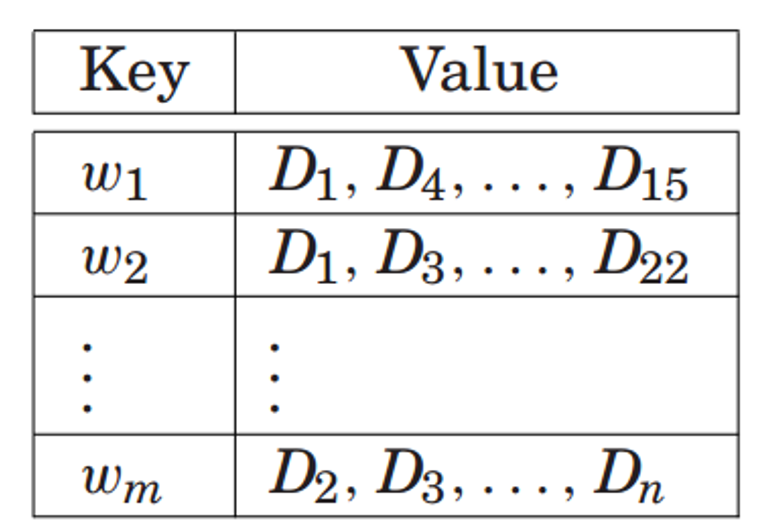 Key Value
w₁ D₁, D₄, . . . , D₁₅
w₂ D₁, D₃, . . . , D₂₂
⋮ ⋮
wₘ D₂, D₃, . . . , Dₙ